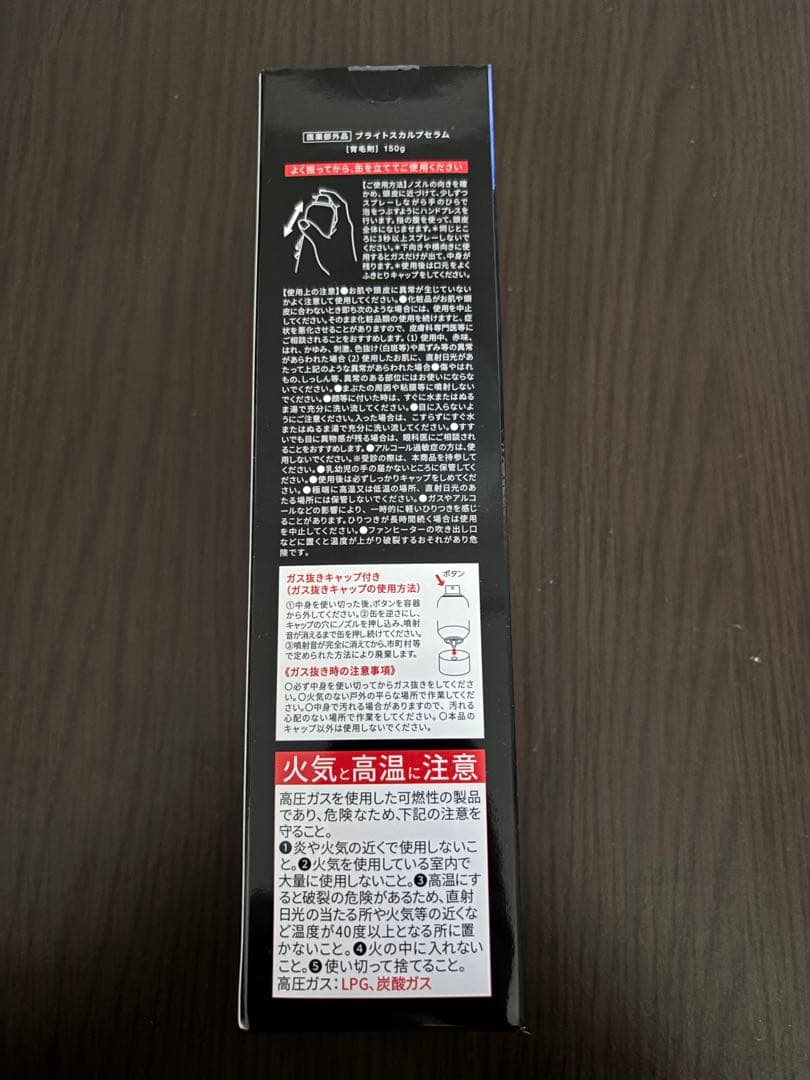 医薬部外品 ブライトスカルプセラム
［育毛剤］ 150g
よく振ってから、缶を立ててご使用ください
【ご使用方法】ノズルの向きを確
かめ、頭皮に近づけて、少しずつ
スプレーしながら手のひらで
泡をつぶすようにハンドプレスを
行います。指の腹を使って、頭皮
全体になじませます。＊同じとこ
ろに3秒以上スプレーしないで
ください。＊下向きや横向きに使
用するとガスだけが出て、中身が
残ります。＊使用後は口元をよく
ふきとりキャップをしてください。
【使用上の注意】●お肌や頭皮に異常が生じていない
かよく注意して使用してください。●化粧品がお肌や頭
皮に合わないとき即ち次のような場合には、使用を中止
してください。そのまま化粧品類の使用を続けますと、症
状を悪化させることがありますので、皮膚科専門医等に
ご相談されることをおすすめします。(1) 使用中、赤味、
はれ、かゆみ、刺激、色抜け(白斑等)や黒ずみ等の異常
があらわれた場合 (2) 使用したお肌に、直射日光があ
たって上記のような異常があらわれた場合●傷やはれ
もの、しっしん等、異常のある部位にはお使いにならな
いでください。●まぶたの周囲や粘膜等に噴射しない
でください。●顔等に付いた時は、すぐに水またはぬる
ま湯で充分に洗い流してください。●目に入らないよ
うにご注意ください。入った場合は、こすらずにすぐ水
またはぬるま湯で充分に洗い流してください。●すす
いでも目に異物感が残る場合は、眼科医にご相談され
ることをおすすめします。●アルコール過敏症の方は、使
用しないでください。※受診の際は、本商品を持参して
ください。●乳幼児の手の届かないところに保管してくだ
さい。●使用後は必ずしっかりキャップをしめてくださ
い。●極端に高温又は低温の場所、直射日光のあ
たる場所には保管しないでください。●ガスやアルコ
ールなどの影響により、一時的に軽いひりつきを感じ
ることがあります。ひりつきが長時間続く場合は使用
を中止してください。●ファンヒーターの吹き出し口
などに置くと温度が上がり破裂するおそれがあり危
険です。
ガス抜きキャップ付き
(ガス抜きキャップの使用方法)
ボタン
①中身を使い切った後、ボタンを容器
から外してください。②缶を逆さにし、
キャップの穴にノズルを押し込み、噴射
音が消えるまで缶を押し続けてください。
③噴射音が完全に消えてから、市町村等
で定められた方法により廃棄します。
《ガス抜き時の注意事項》
〇必ず中身を使い切ってからガス抜きをしてくださ
い。〇火気のない戸外の平らな場所で作業してくだ
さい。〇中身で汚れる場合がありますので、汚れる
心配のない場所で作業をしてください。〇本品の
キャップ以外は使用しないでください。
火気と高温に注意
高圧ガスを使用した可燃性の製品
であり、危険なため、下記の注意を
守ること。
❶炎や火気の近くで使用しないこ
と。❷火気を使用している室内で
大量に使用しないこと。❸高温にす
ると破裂の危険があるため、直射
日光の当たる所や火気等の近くな
ど温度が40度以上となる所に置
かないこと。❹火の中に入れない
こと。❺使い切って捨てること。
高圧ガス：LPG、炭酸ガス